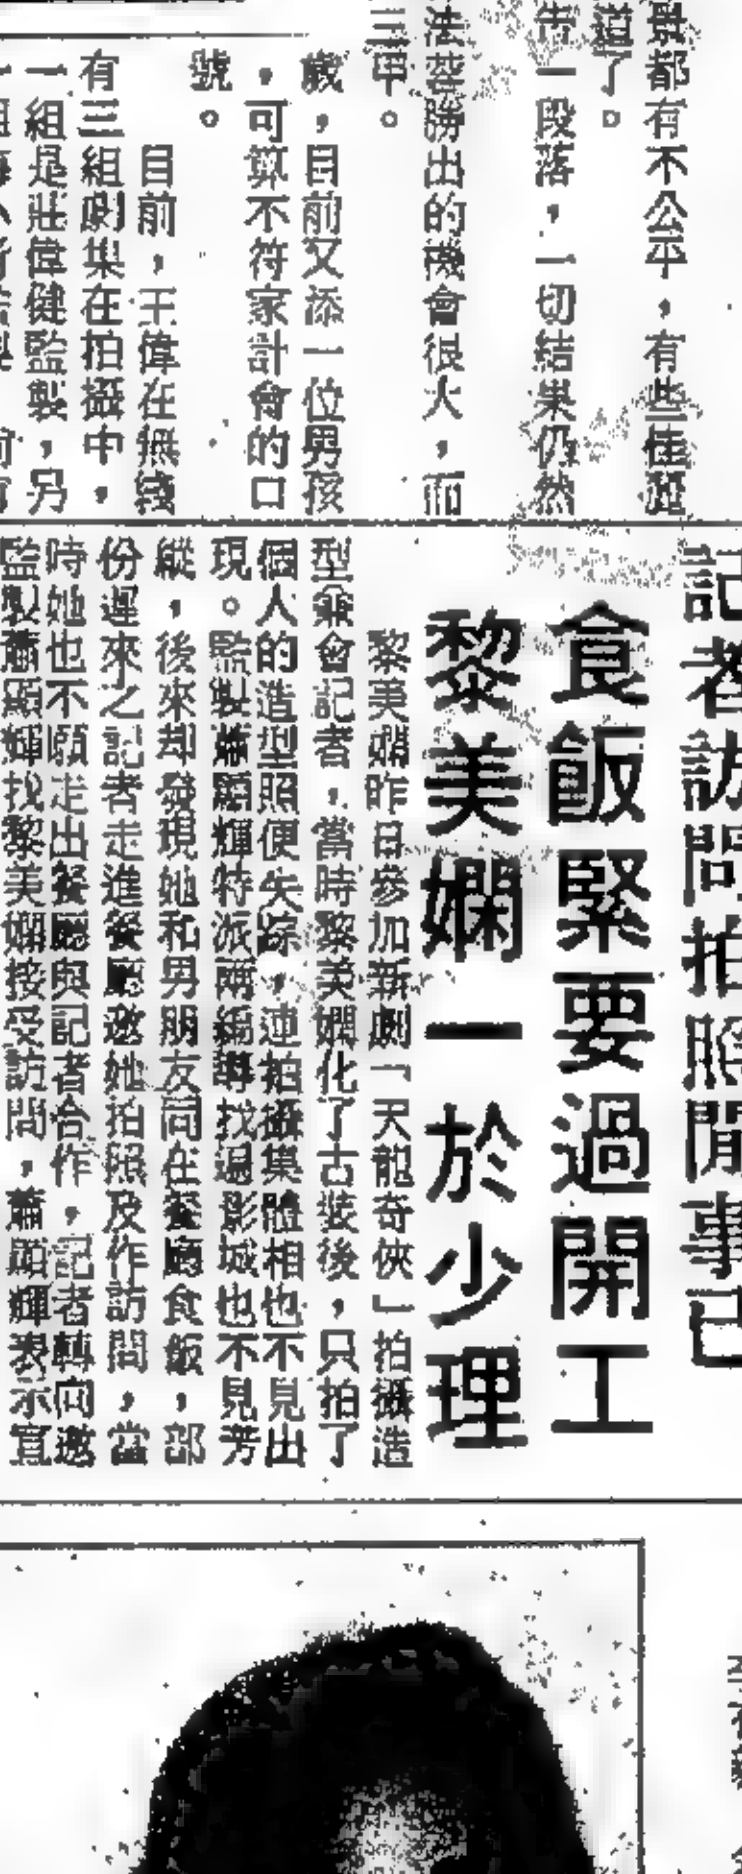 景都有不公平，有些佳麗
道了。
告一段落，一切結果仍然
法蓉勝出的機會很大，而
三甲。
歲，目前又添一位男孩
，可算不符家計會的口
號。
目前，王偉在無綫
有三組劇集在拍攝中，
一組是莊偉健監製，另
記者訪問拍照閒事已
食飯緊要過開工
黎美嫻一於少理
黎美嫻昨日參加新劇「天龍奇俠」拍攝造
型兼會記者，當時黎美嫻化了古裝後，只拍了
個人的造型照便失踪，連拍攝集體相也不見出
現。監製蕭顯輝特派兩編導找過影城也不見芳
縱，後來却發現她和男朋友同在餐廳食飯，部
份遲來之記者走進餐廳邀她拍照及作訪問，當
時她也不願走出餐廳與記者合作，記者轉向邀
監製蕭顯輝找黎美嫻接受訪問，蕭顯輝表示寘